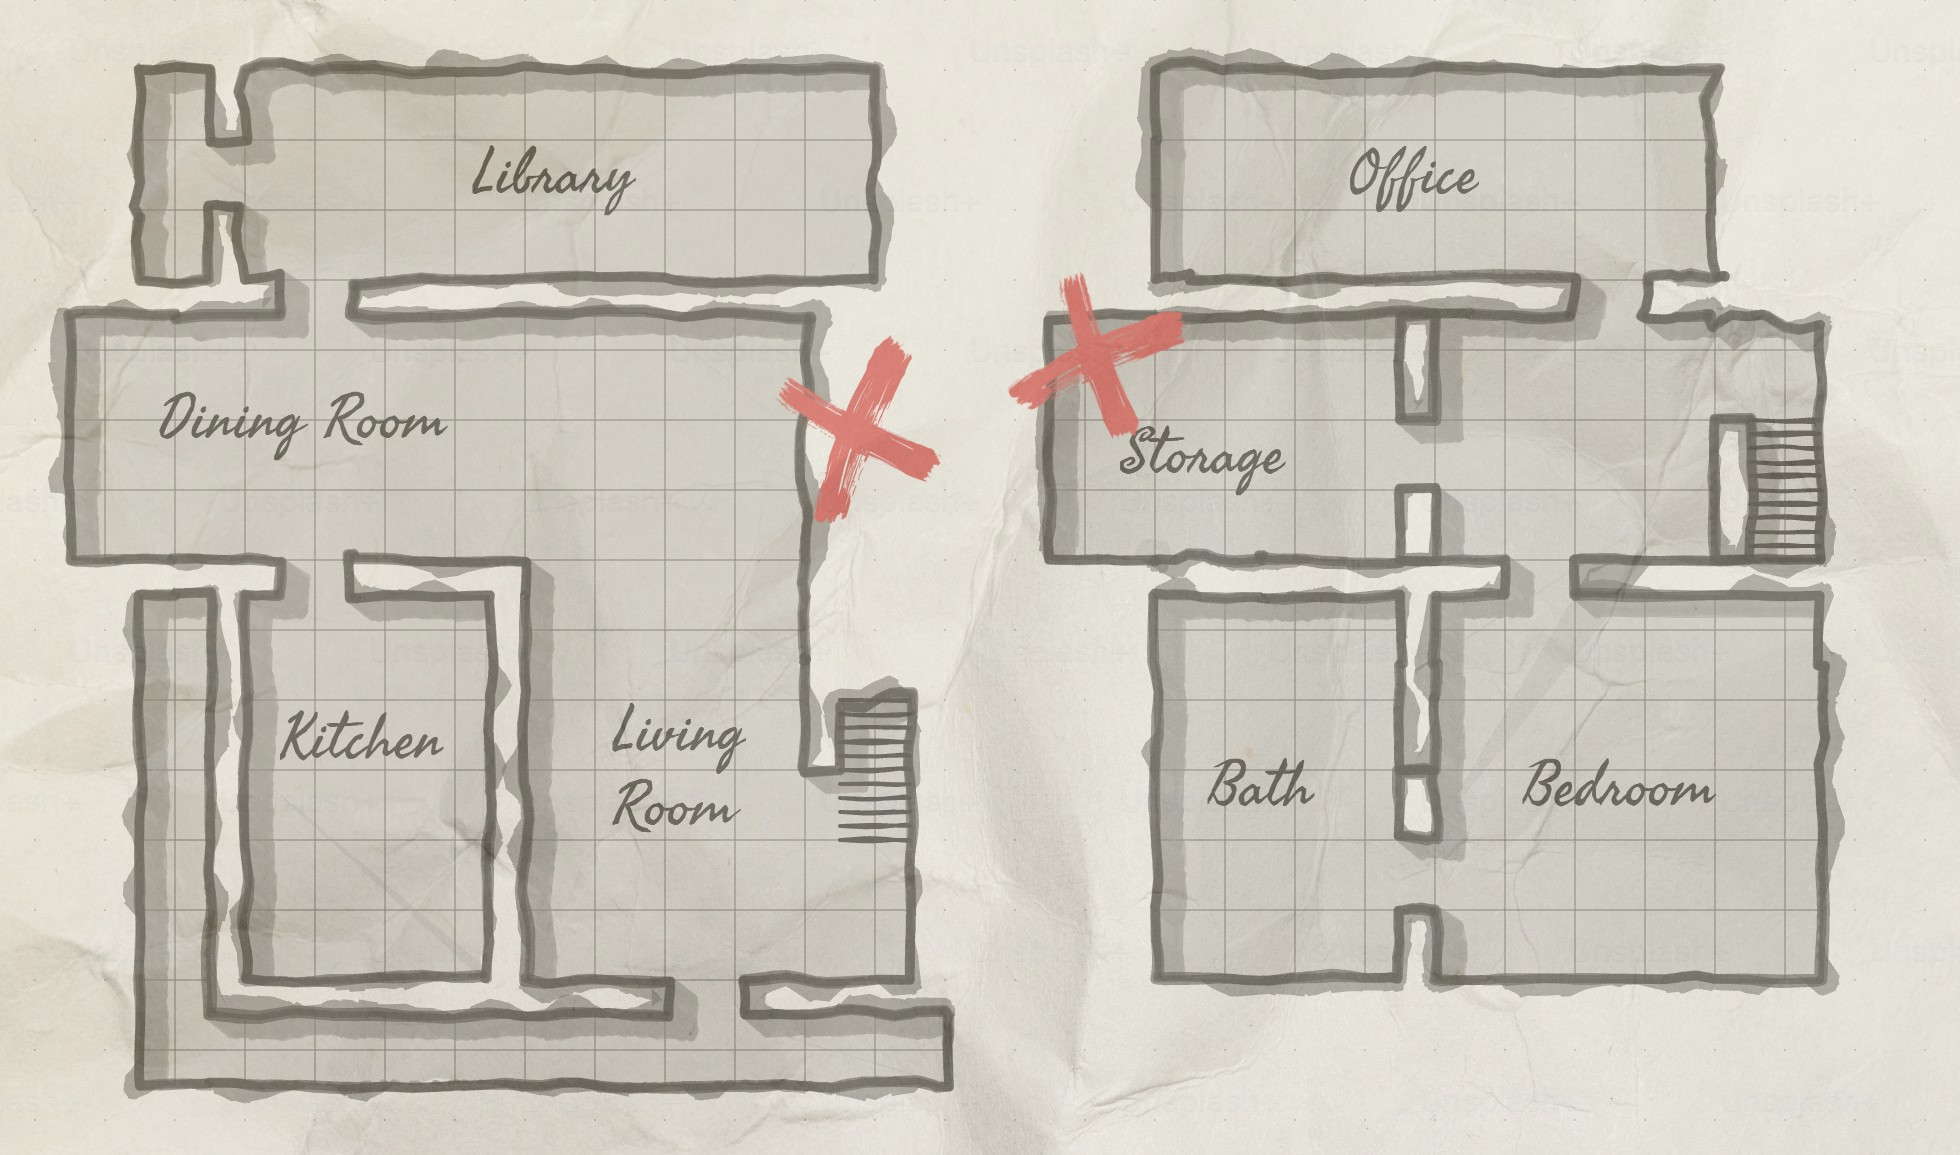 Library
Office
Dining Room
Storage
Kitchen
Living
Room
Bath
Bedroom